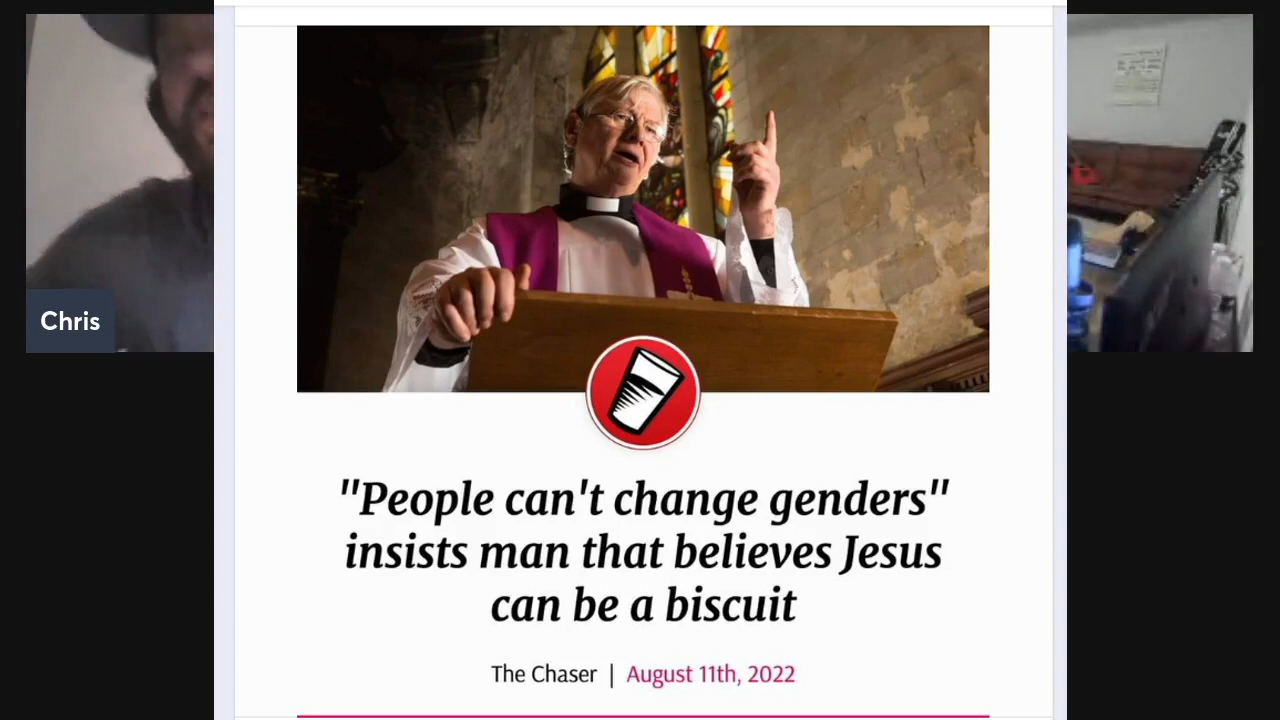 Chris
"People can't change genders"
insists man that believes Jesus
can be a biscuit
The Chaser | August 11th, 2022